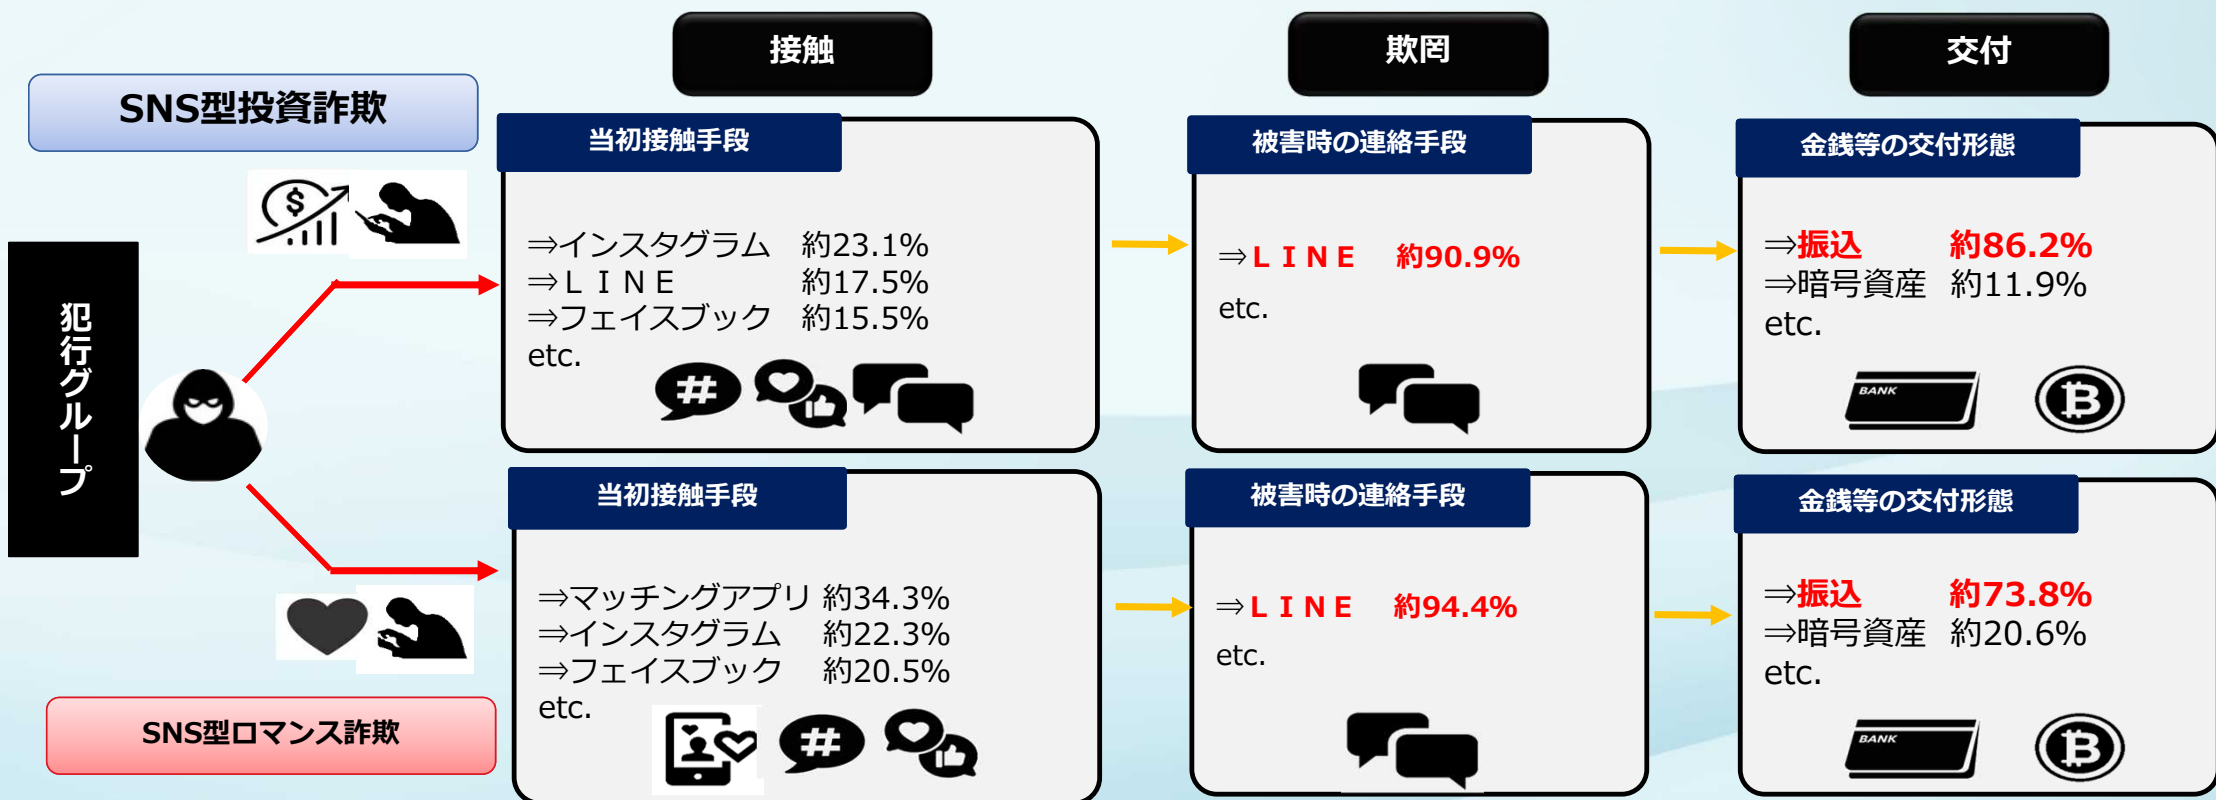 接触
欺罔
交付
SNS型投資詐欺
犯行グループ
当初接触手段
⇒インスタグラム 約23.1%
⇒ＬＩＮＥ 約17.5%
⇒フェイスブック 約15.5%
etc.
被害時の連絡手段
⇒ＬＩＮＥ 約90.9%
etc.
金銭等の交付形態
⇒振込 約86.2%
⇒暗号資産 約11.9%
etc.
BANK
SNS型ロマンス詐欺
当初接触手段
⇒マッチングアプリ 約34.3%
⇒インスタグラム 約22.3%
⇒フェイスブック 約20.5%
etc.
被害時の連絡手段
⇒ＬＩＮＥ 約94.4%
etc.
金銭等の交付形態
⇒振込 約73.8%
⇒暗号資産 約20.6%
etc.
BANK